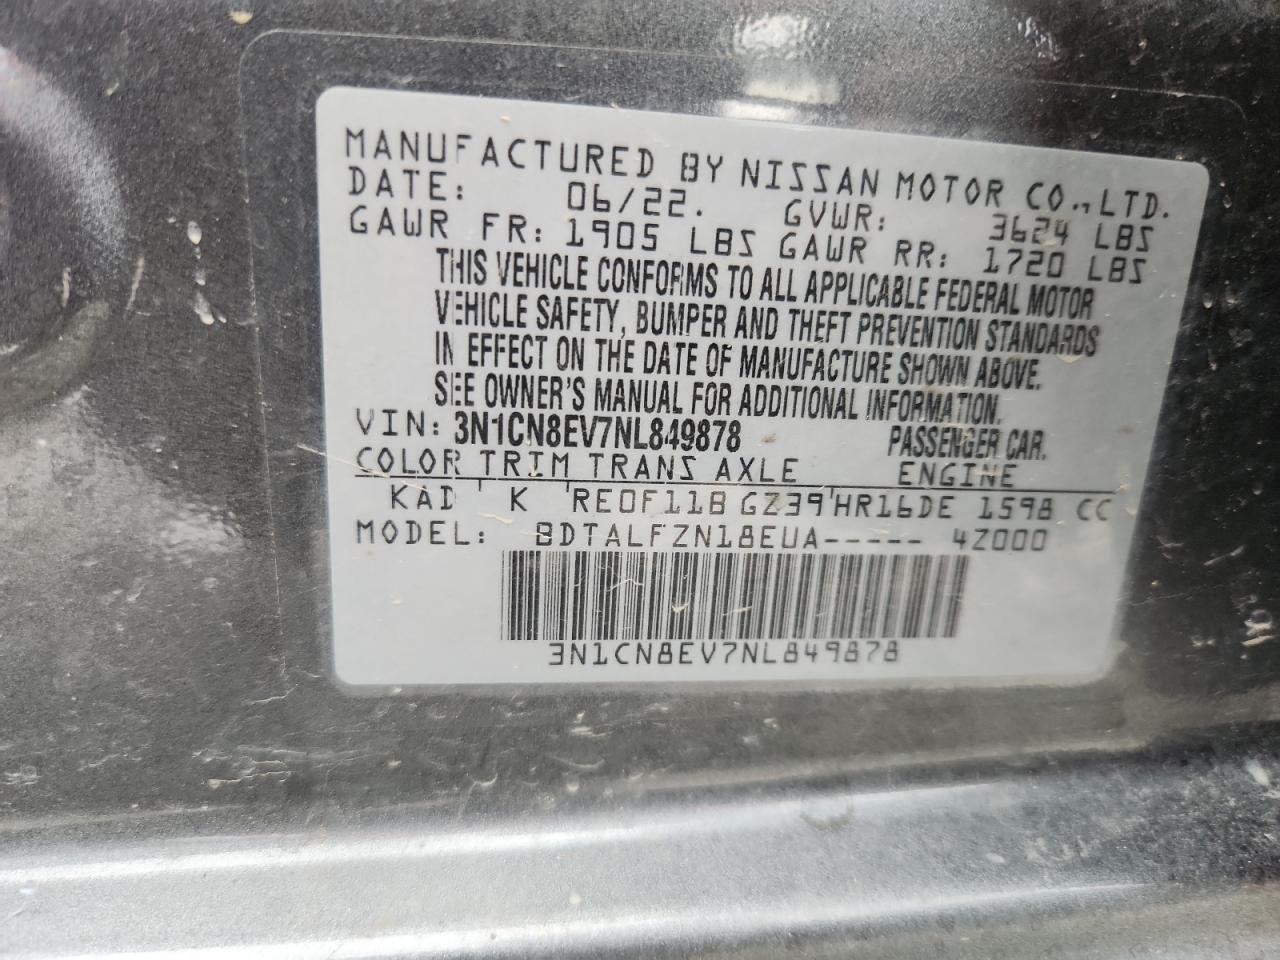 MANUFACTURED BY NISSAN MOTOR CO.,LTD.
DATE: 06/22. GVWR: 3624 LBS
GAWR FR: 1905 LBS GAWR RR: 1720 LBS
THIS VEHICLE CONFORMS TO ALL APPLICABLE FEDERAL MOTOR
VEHICLE SAFETY, BUMPER AND THEFT PREVENTION STANDARDS
IN EFFECT ON THE DATE OF MANUFACTURE SHOWN ABOVE.
SEE OWNER'S MANUAL FOR ADDITIONAL INFORMATION.
VIN: 3N1CN8EV7NL849878 PASSENGER CAR.
COLOR TRIM TRANS AXLE ENGINE
KAD ' K 'RE0F11B GZ39'HR16DE 1598 CC
MODEL: BDTALFZN18EUA----- 4Z000
3N1CN8EV7NL849878